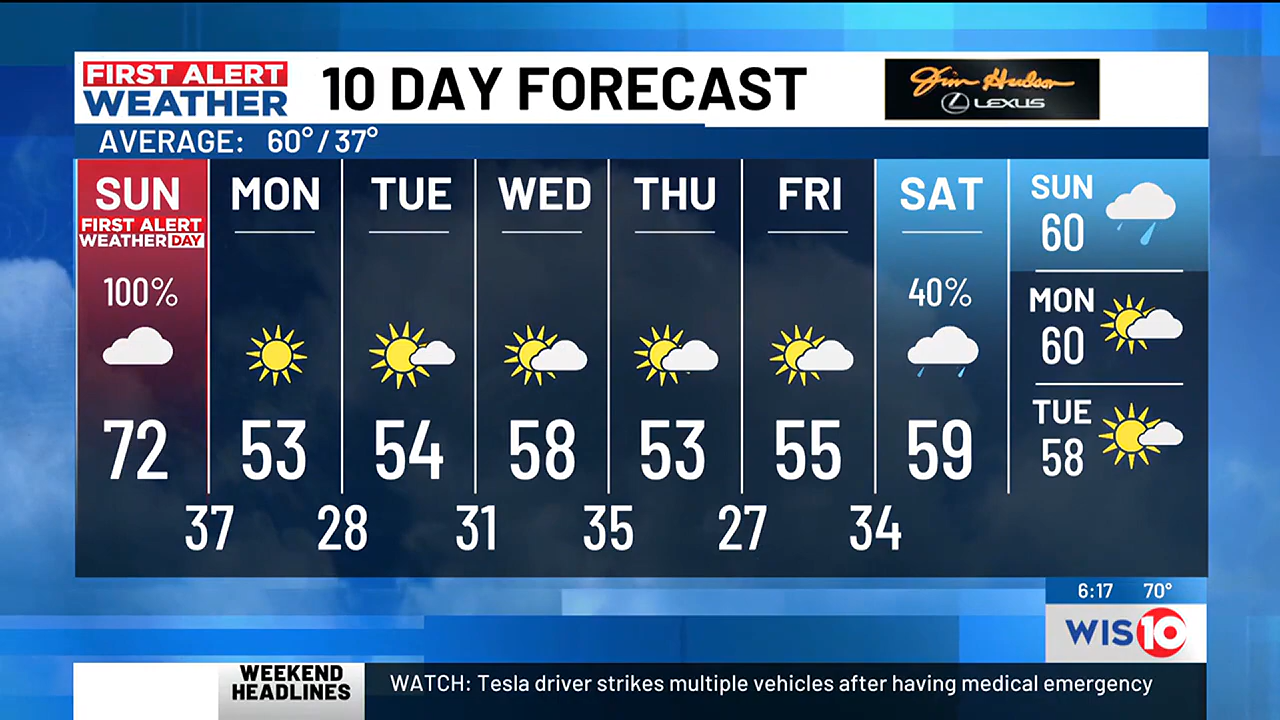 FIRST ALERT
WEATHER
10 DAY FORECAST
Jim Hudson
LEXUS
AVERAGE: 60°/37°
SUN
FIRST ALERT
WEATHER DAY
100%
72
MON
53
TUE
54
WED
58
THU
53
FRI
55
SAT
40%
59
37 28 31 35 27 34
SUN
60
MON
60
TUE
58
6:17 70°
WIS10
WEEKEND
HEADLINES
WATCH: Tesla driver strikes multiple vehicles after having medical emergency